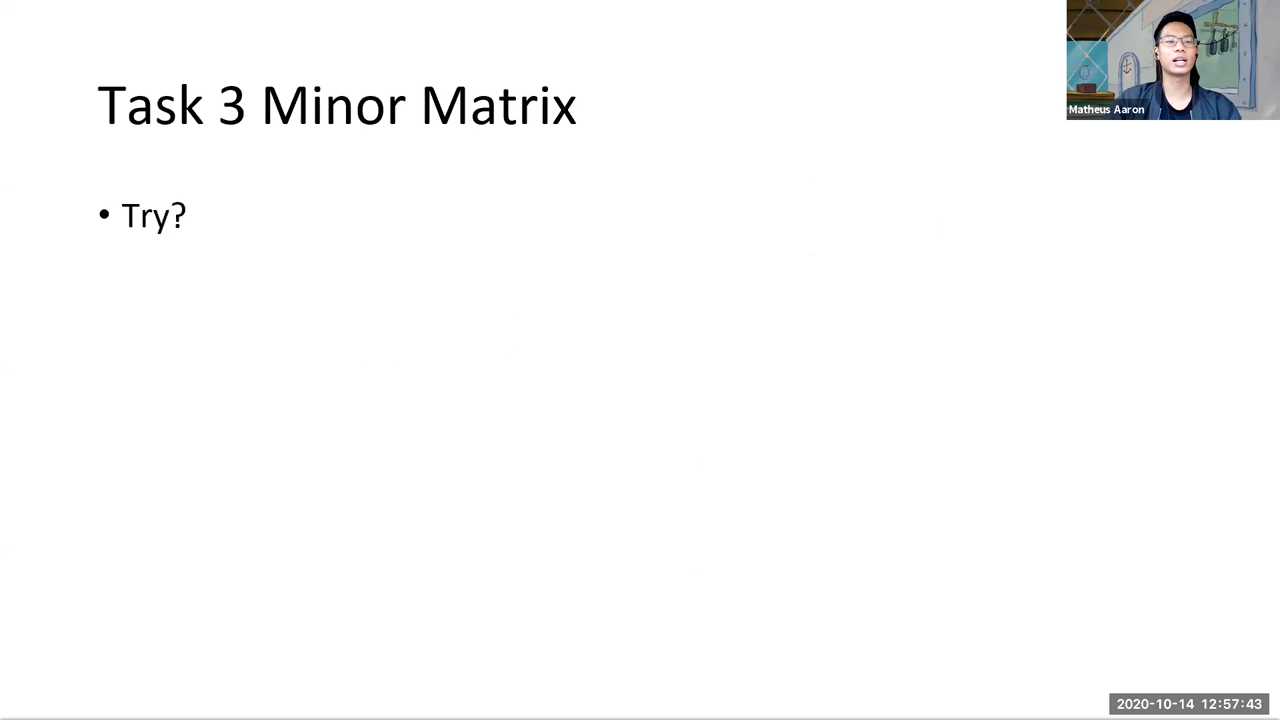 Task 3 Minor Matrix
Matheus Aaron
• Try?
2020-10-14 12:57:43